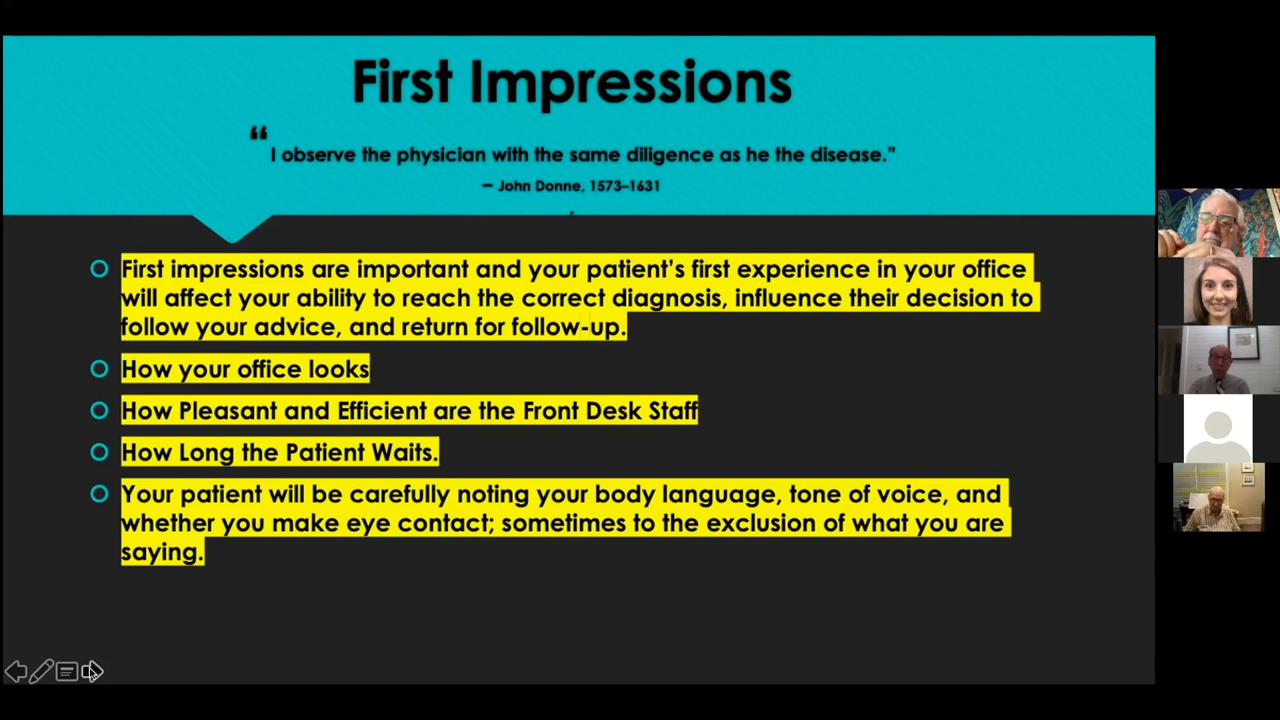 First Impressions
“
I observe the physician with the same diligence as he the disease.”
– John Donne, 1573–1631
.
First impressions are important and your patient’s first experience in your office
will affect your ability to reach the correct diagnosis, influence their decision to
follow your advice, and return for follow-up.
How your office looks
How Pleasant and Efficient are the Front Desk Staff
How Long the Patient Waits.
Your patient will be carefully noting your body language, tone of voice, and
whether you make eye contact; sometimes to the exclusion of what you are
saying.